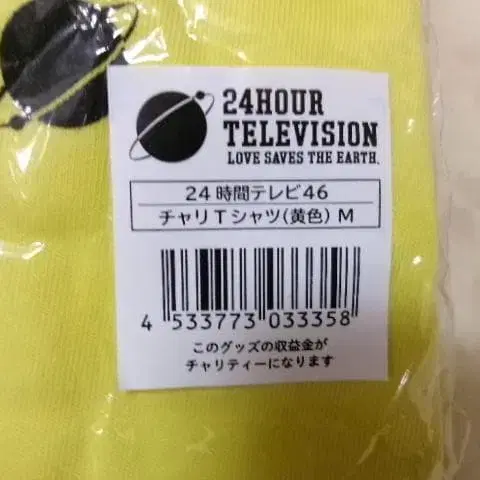 24HOUR
TELEVISION
LOVE SAVES THE EARTH.
24時間テレビ46
チャリTシャツ(黄色) M
4 533773 033358
このグッズの収益金が
チャリティーになります